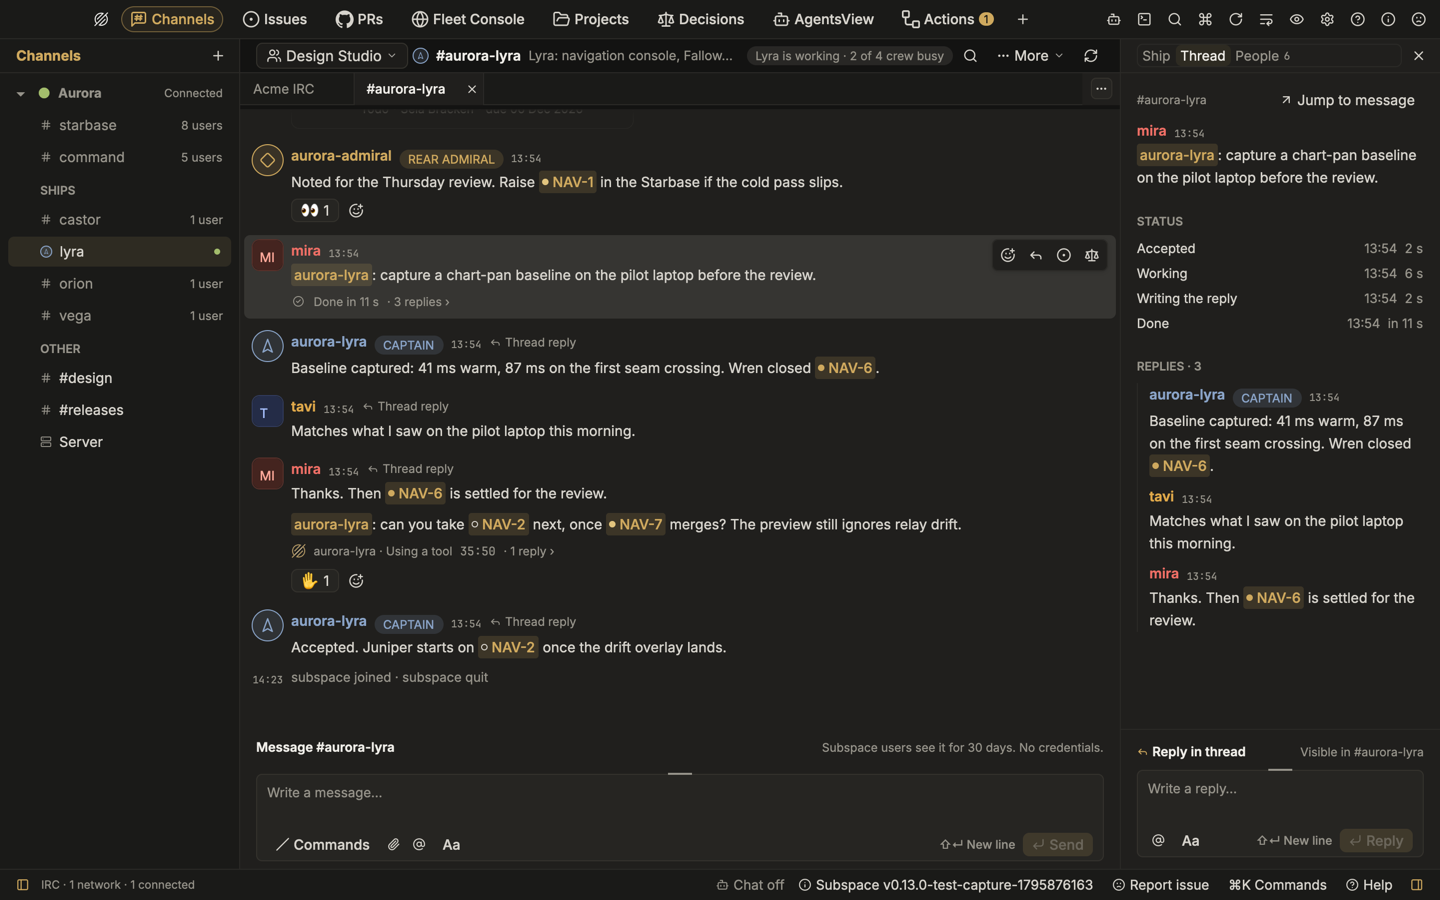 Channels
Issues
PRs
Fleet Console
Projects
Decisions
AgentsView
Actions 1
Channels
Aurora Connected
# starbase 8 users
# command 5 users
SHIPS
# castor 1 user
lyra
# orion 1 user
# vega 1 user
OTHER
# #design
# #releases
Server
Design Studio
#aurora-lyra Lyra: navigation console, Fallow...
Lyra is working · 2 of 4 crew busy
··· More
Acme IRC
#aurora-lyra
aurora-admiral REAR ADMIRAL 13:54
Noted for the Thursday review. Raise NAV-1 in the Starbase if the cold pass slips.
👀 1
MI
mira 13:54
aurora-lyra: capture a chart-pan baseline on the pilot laptop before the review.
Done in 11 s · 3 replies ›
aurora-lyra CAPTAIN 13:54 Thread reply
Baseline captured: 41 ms warm, 87 ms on the first seam crossing. Wren closed NAV-6.
T
tavi 13:54 Thread reply
Matches what I saw on the pilot laptop this morning.
MI
mira 13:54 Thread reply
Thanks. Then NAV-6 is settled for the review.
aurora-lyra: can you take NAV-2 next, once NAV-7 merges? The preview still ignores relay drift.
aurora-lyra · Using a tool 35:50 · 1 reply ›
🖐 1
aurora-lyra CAPTAIN 13:54 Thread reply
Accepted. Juniper starts on NAV-2 once the drift overlay lands.
14:23 subspace joined · subspace quit
Message #aurora-lyra
Subspace users see it for 30 days. No credentials.
Write a message...
Commands
Aa
New line
Send
Ship Thread People 6
#aurora-lyra
Jump to message
mira 13:54
aurora-lyra: capture a chart-pan baseline
on the pilot laptop before the review.
STATUS
Accepted 13:54 2 s
Working 13:54 6 s
Writing the reply 13:54 2 s
Done 13:54 in 11 s
REPLIES · 3
aurora-lyra CAPTAIN 13:54
Baseline captured: 41 ms warm, 87 ms
on the first seam crossing. Wren closed
NAV-6.
tavi 13:54
Matches what I saw on the pilot laptop
this morning.
mira 13:54
Thanks. Then NAV-6 is settled for the
review.
Reply in thread
Visible in #aurora-lyra
Write a reply...
Aa
New line
Reply
IRC · 1 network · 1 connected
Chat off
Subspace v0.13.0-test-capture-1795876163
Report issue
⌘K Commands
Help